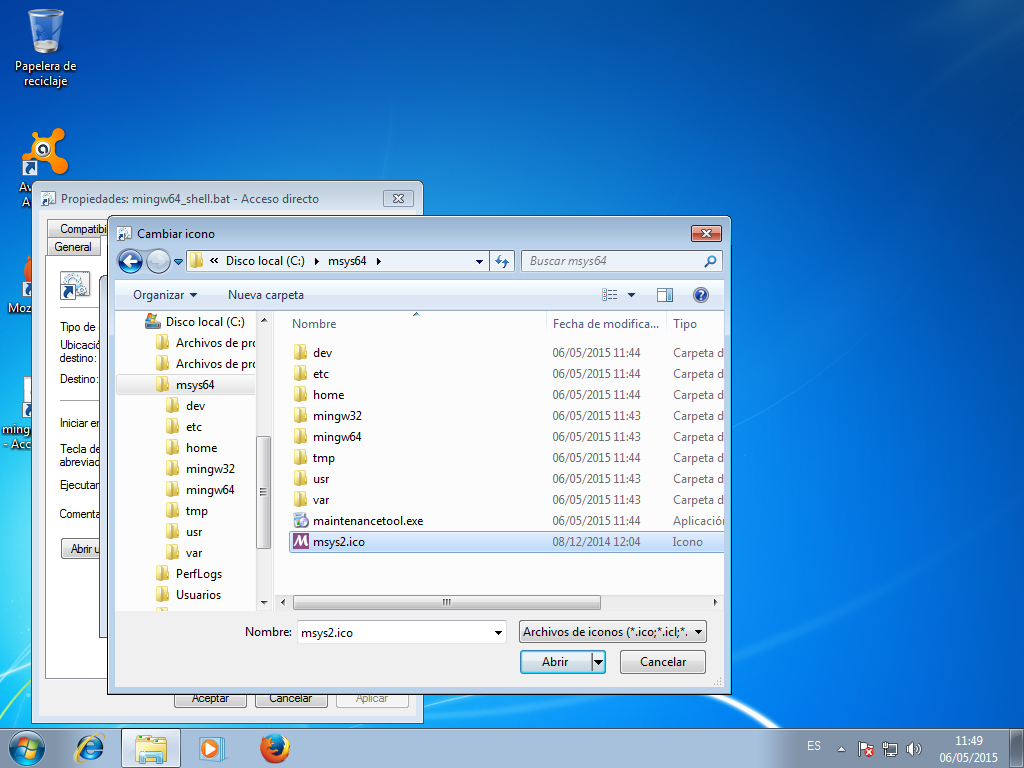 Papelera de
reciclaje
Propiedades: mingw64_shell.bat - Acceso directo
Compatibi
General
Tipo de
Ubicació
destino:
Destino:
Iniciar en
Tecla de
abreviad
Ejecutar
Comenta
Abrir u
Aceptar
Cancelar
Aplicar
Cambiar icono
« Disco local (C:) msys64
Buscar msys64
Organizar
Nueva carpeta
Disco local (C:)
Archivos de pro
Archivos de pro
msys64
dev
etc
home
mingw32
mingw64
tmp
usr
var
PerfLogs
Usuarios
Nombre Fecha de modifica... Tipo
dev 06/05/2015 11:44 Carpeta d
etc 06/05/2015 11:44 Carpeta d
home 06/05/2015 11:44 Carpeta d
mingw32 06/05/2015 11:43 Carpeta d
mingw64 06/05/2015 11:43 Carpeta d
tmp 06/05/2015 11:44 Carpeta d
usr 06/05/2015 11:43 Carpeta d
var 06/05/2015 11:43 Carpeta d
maintenancetool.exe 06/05/2015 11:44 Aplicación
msys2.ico 08/12/2014 12:04 Icono
Nombre: msys2.ico
Archivos de iconos (*.ico;*.icl;*.
Abrir
Cancelar
Av
A
Moz
ming
- Acc
ES
11:49
06/05/2015